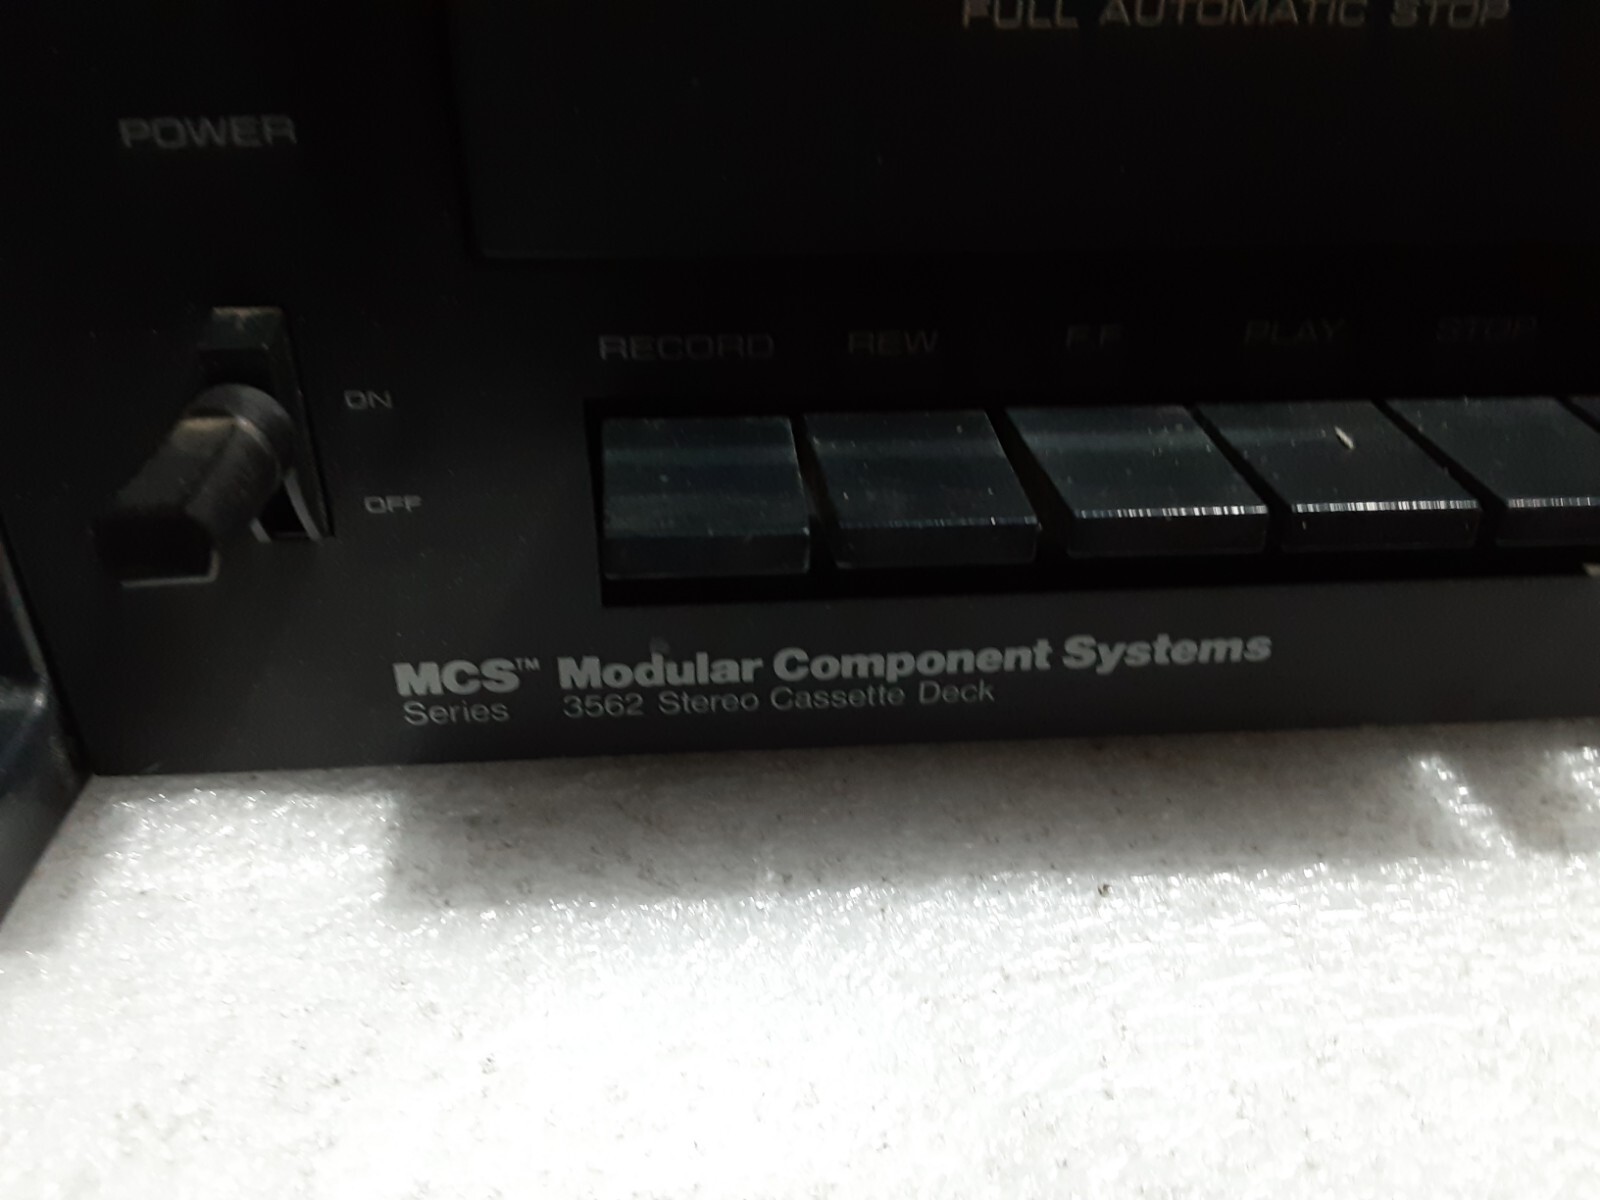 FULL AUTOMATIC STOP
POWER
RECORD REW F.F PLAY STOP
ON
OFF
MCS™ Modular Component Systems
Series 3562 Stereo Cassette Deck